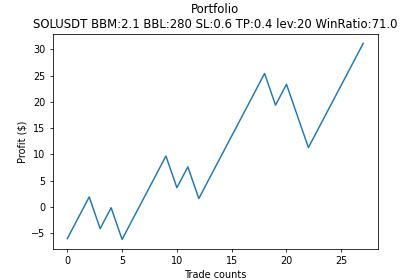 Portfolio
SOLUSDT BBM:2.1 BBL:280 SL:0.6 TP:0.4 lev:20 WinRatio:71.0
30
25
20
15
10
5
0
−5
Profit ($)
0 5 10 15 20 25
Trade counts